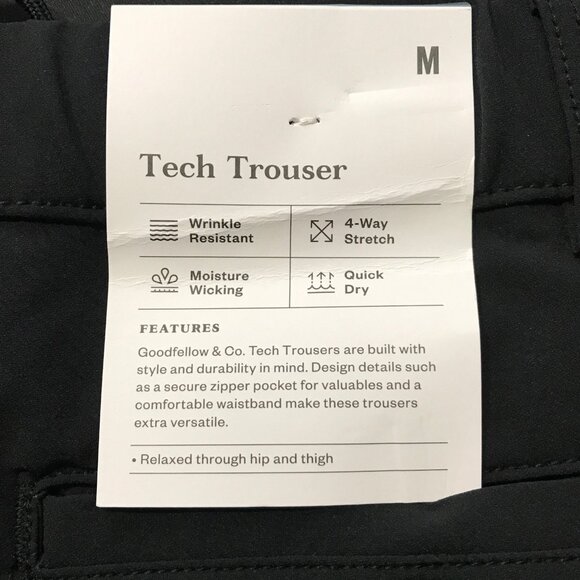 M
Tech Trouser
Wrinkle
Resistant
4-Way
Stretch
Moisture
Wicking
Quick
Dry
FEATURES
Goodfellow & Co. Tech Trousers are built with
style and durability in mind. Design details such
as a secure zipper pocket for valuables and a
comfortable waistband make these trousers
extra versatile.
• Relaxed through hip and thigh